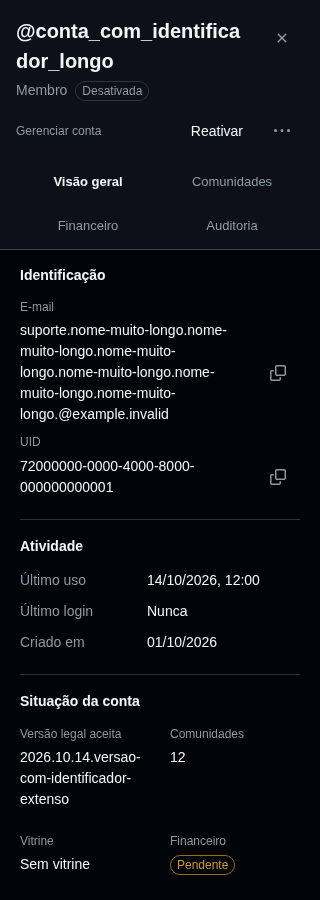 @conta_com_identifica
dor_longo
Membro Desativada
Gerenciar conta Reativar
Visão geral Comunidades
Financeiro Auditoria
Identificação
E-mail
suporte.nome-muito-longo.nome-
muito-longo.nome-muito-
longo.nome-muito-longo.nome-
muito-longo.nome-muito-
longo.@example.invalid
UID
72000000-0000-4000-8000-
000000000001
Atividade
Último uso 14/10/2026, 12:00
Último login Nunca
Criado em 01/10/2026
Situação da conta
Versão legal aceita Comunidades
2026.10.14.versao- 12
com-identificador-
extenso
Vitrine Financeiro
Sem vitrine Pendente